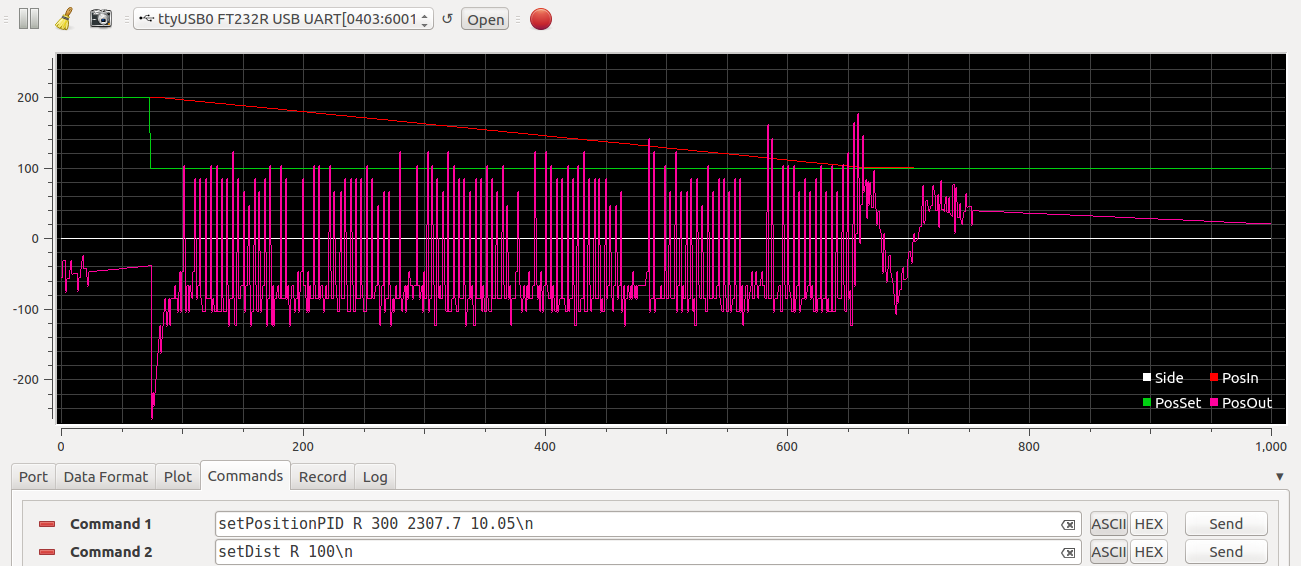 ttyUSB0 FT232R USB UART[0403:6001 Open
200
100
0
-100
-200
Side PosIn
PosSet PosOut
0 200 400 600 800 1,000
Port Data Format Plot Commands Record Log
Command 1 setPositionPID R 300 2307.7 10.05\n ASCII HEX Send
Command 2 setDist R 100\n ASCII HEX Send